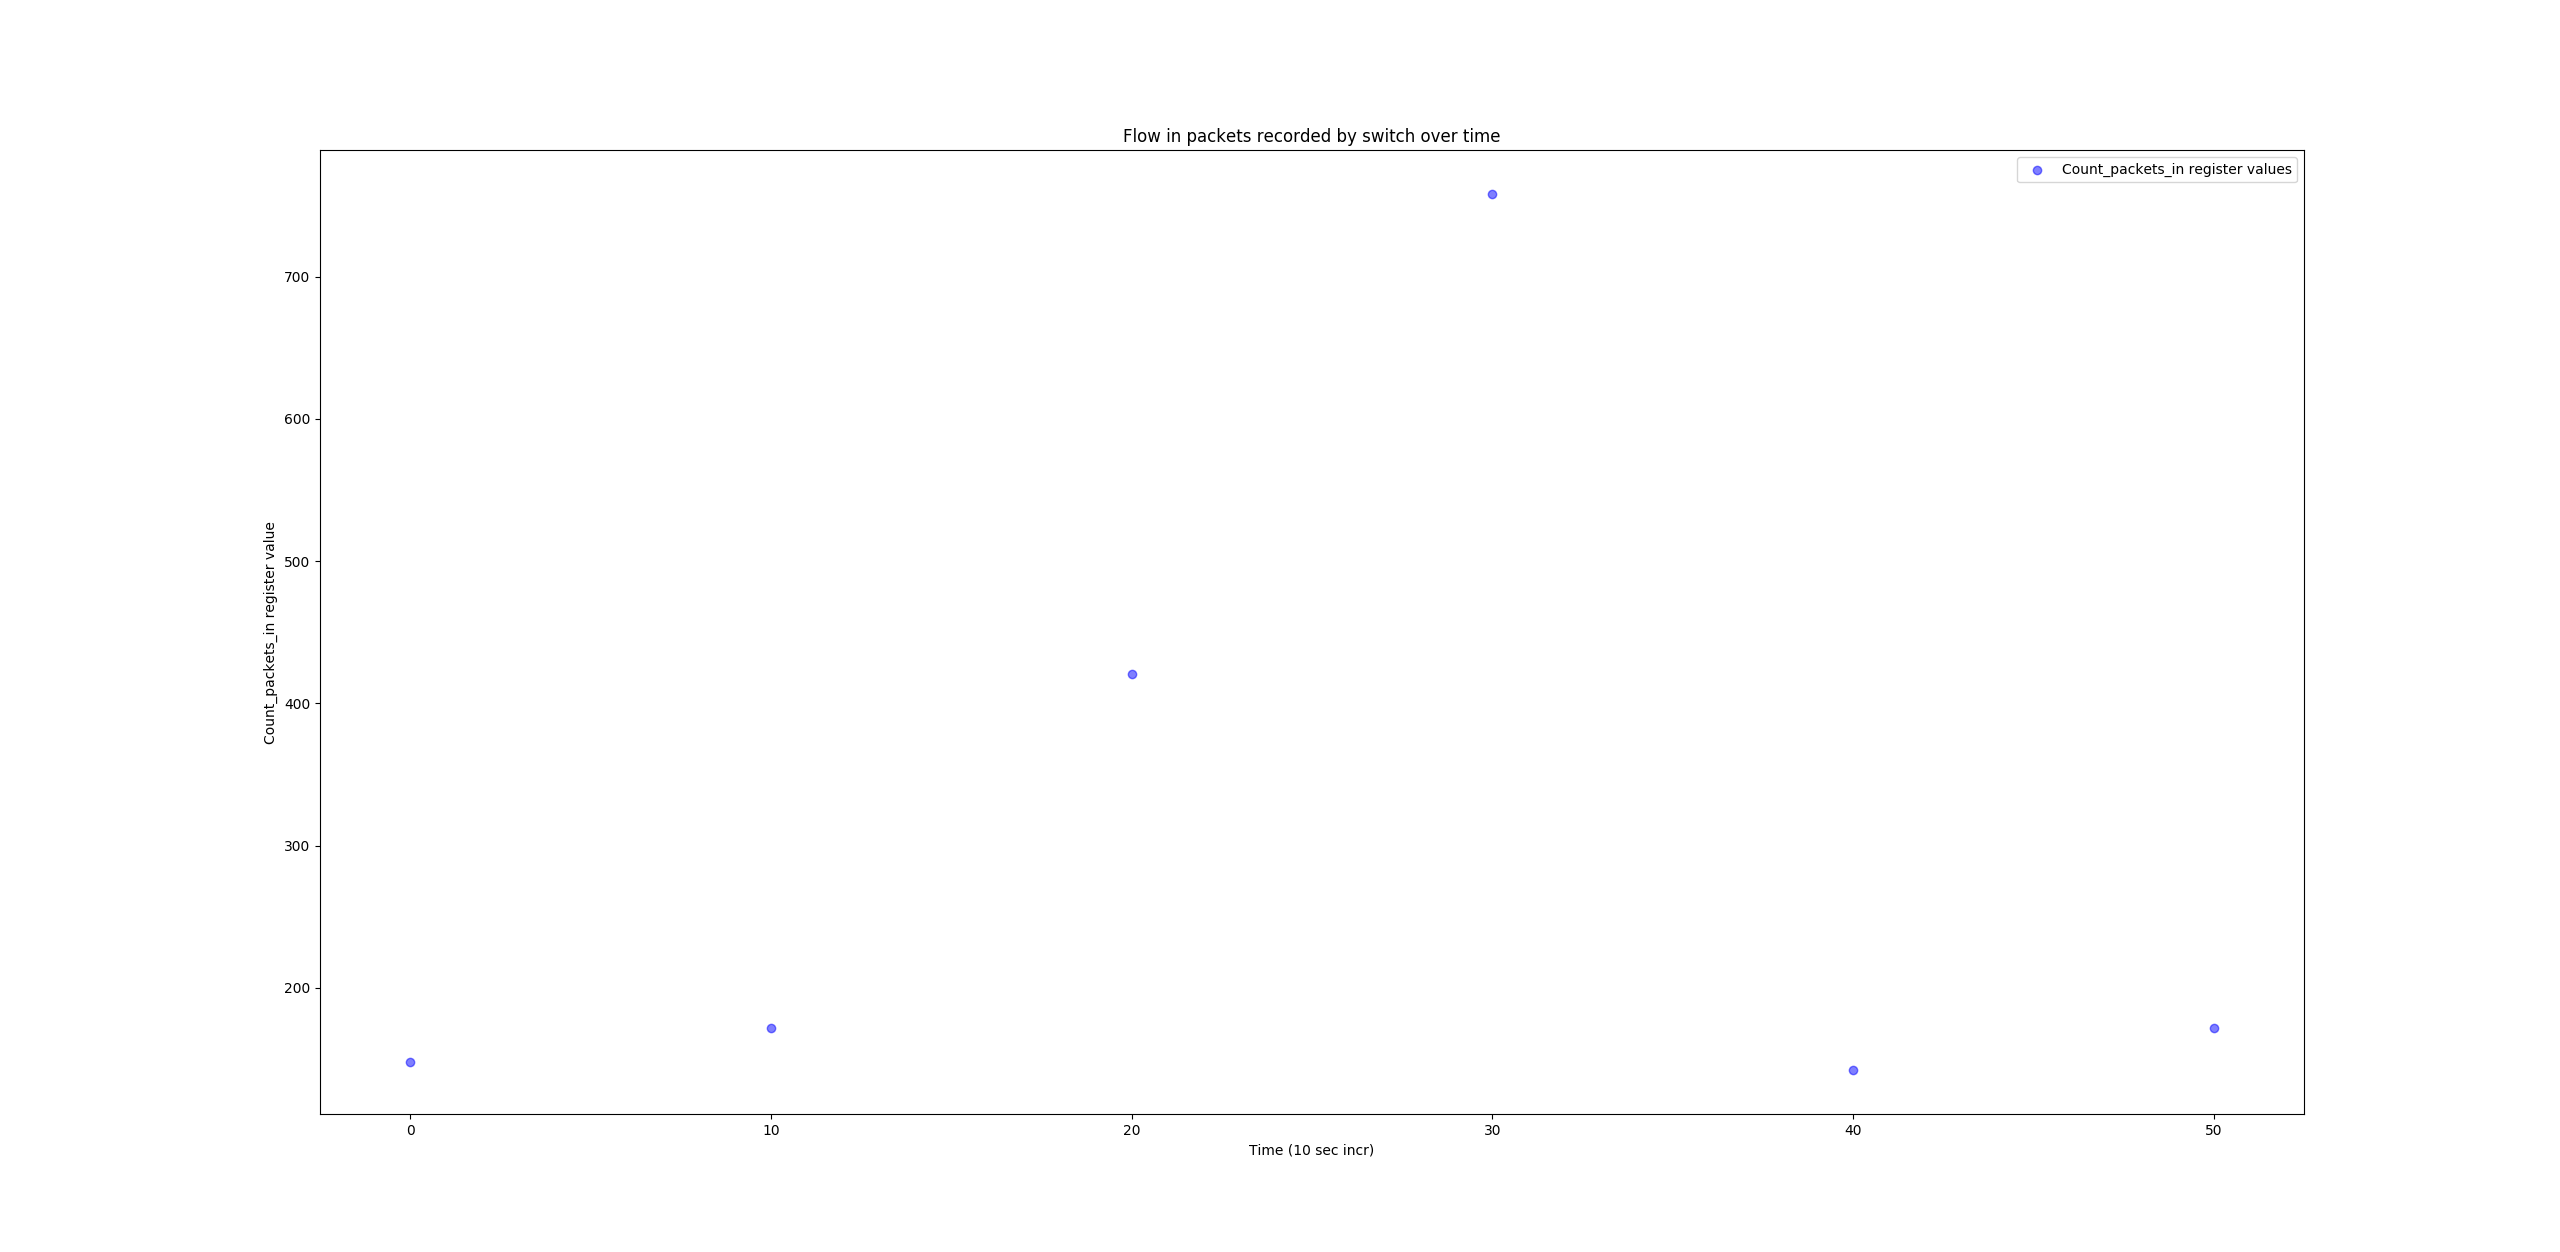 Flow in packets recorded by switch over time
Count_packets_in register values
700
600
500
400
300
200
Count_packets_in register value
0 10 20 30 40 50
Time (10 sec incr)